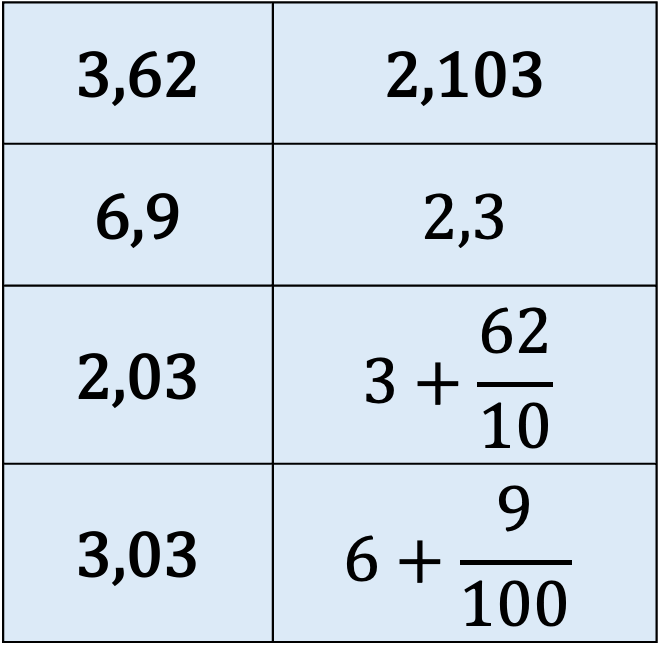 3,62 2,103
6,9 2,3
2,03 3 + 62/10
3,03 6 + 9/100